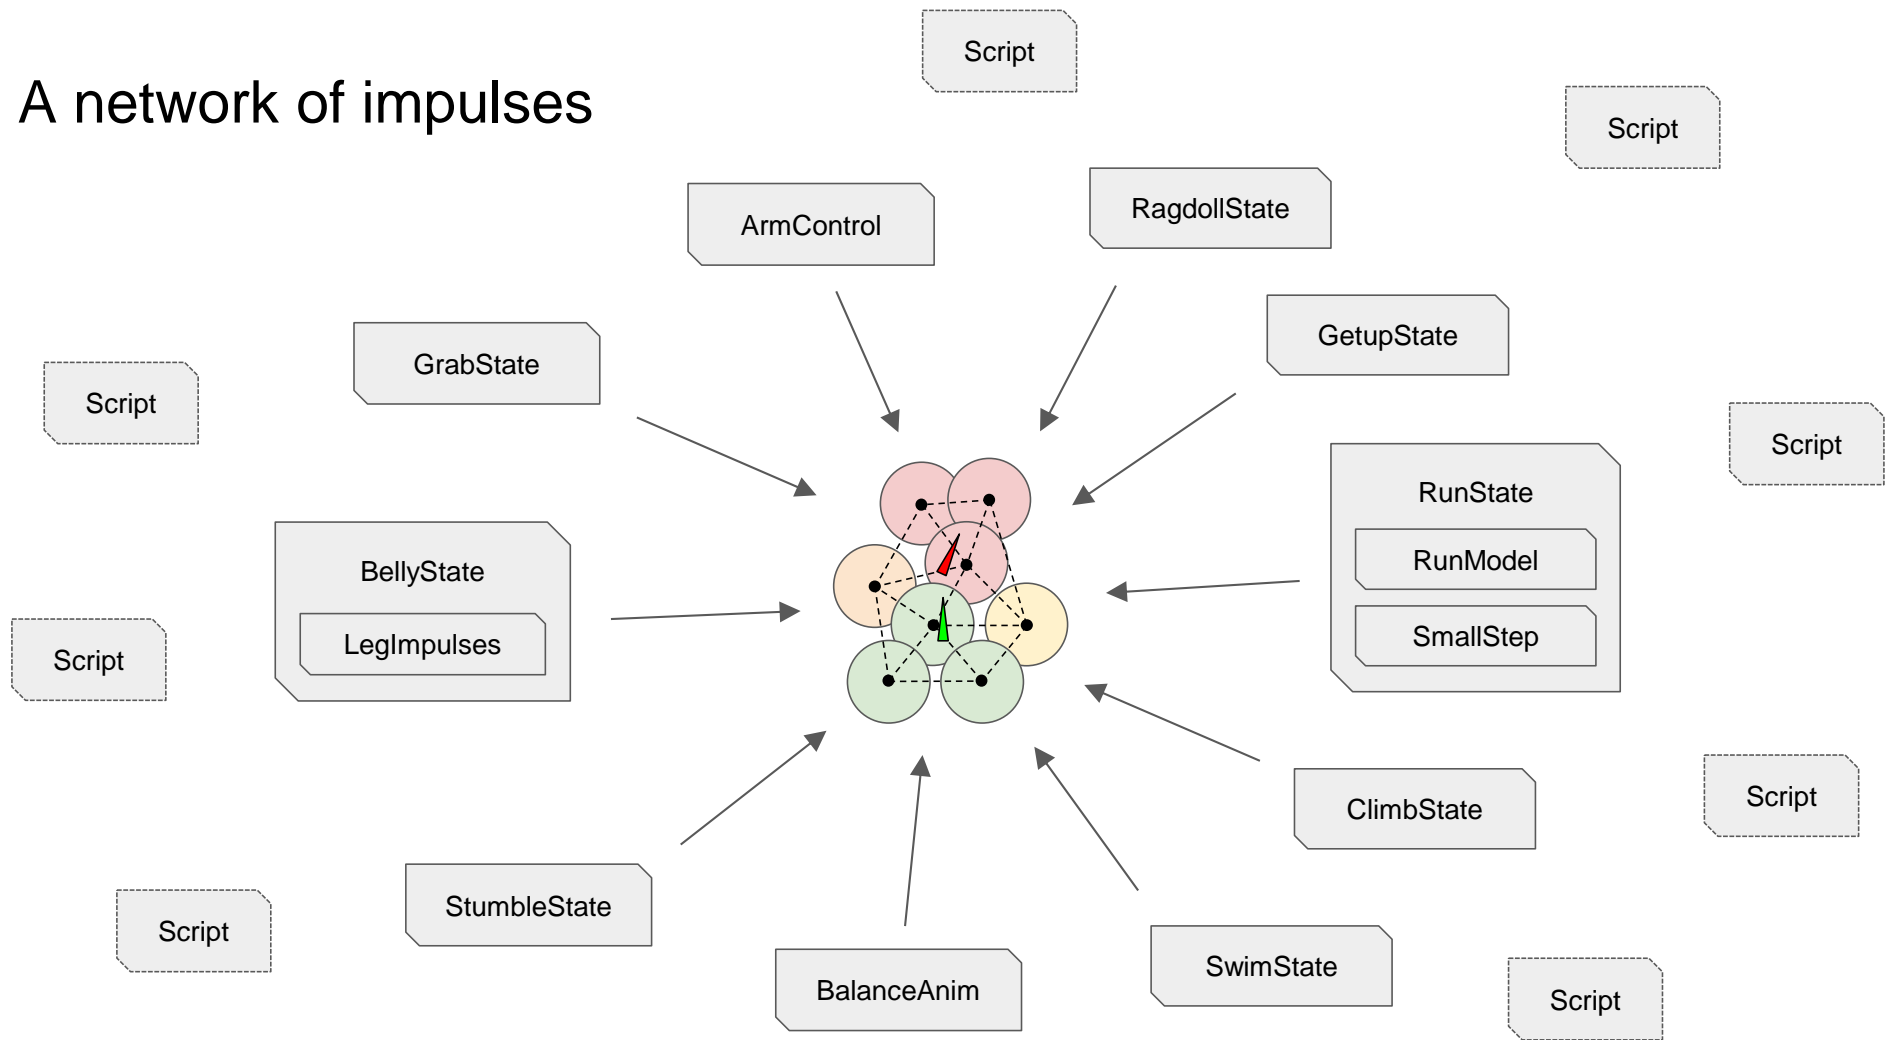 Script
A network of impulses
Script
ArmControl
RagdollState
GetupState
GrabState
Script
Script
RunState
RunModel
SmallStep
BellyState
LegImpulses
Script
Script
ClimbState
StumbleState
Script
SwimState
BalanceAnim
Script